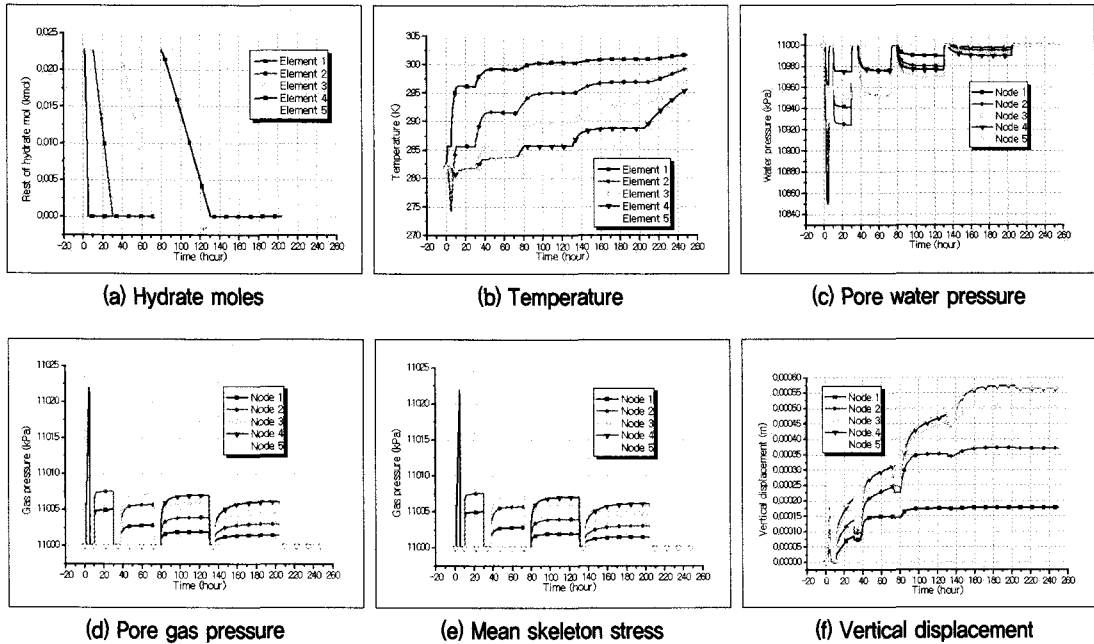 0,025
0,020
0,015
0,010
0,005
0,000
Rest of hydrate mol (kmol)
-20 0 20 40 60 80 100 120 140 160 180 200 220 240 260
Time (hour)
Element 1
Element 2
Element 3
Element 4
Element 5
(a) Hydrate moles
305
300
295
290
285
280
275
270
Temperature (K)
-20 0 20 40 60 80 100 120 140 160 180 200 220 240 260
Time (hour)
Element 1
Element 2
Element 3
Element 4
Element 5
(b) Temperature
11000
10980
10960
10940
10920
10900
10880
10860
10840
Water pressure (kPa)
-20 0 20 40 60 80 100 120 140 160 180 200 220 240 260
Time (hour)
Node 1
Node 2
Node 3
Node 4
Node 5
(c) Pore water pressure
11025
11020
11015
11010
11005
11000
Gas pressure (kPa)
-20 0 20 40 60 80 100 120 140 160 180 200 220 240 260
Time (hour)
Node 1
Node 2
Node 3
Node 4
Node 5
(d) Pore gas pressure
11025
11020
11015
11010
11005
11000
Gas pressure (kPa)
-20 0 20 40 60 80 100 120 140 160 180 200 220 240 260
Time (hour)
Node 1
Node 2
Node 3
Node 4
Node 5
(e) Mean skeleton stress
0,00060
0,00055
0,00050
0,00045
0,00040
0,00035
0,00030
0,00025
0,00020
0,00015
0,00010
0,00005
0,00000
Vertical displacement (m)
-20 0 20 40 60 80 100 120 140 160 180 200 220 240 260
Time (hour)
Node 1
Node 2
Node 3
Node 4
Node 5
(f) Vertical displacement